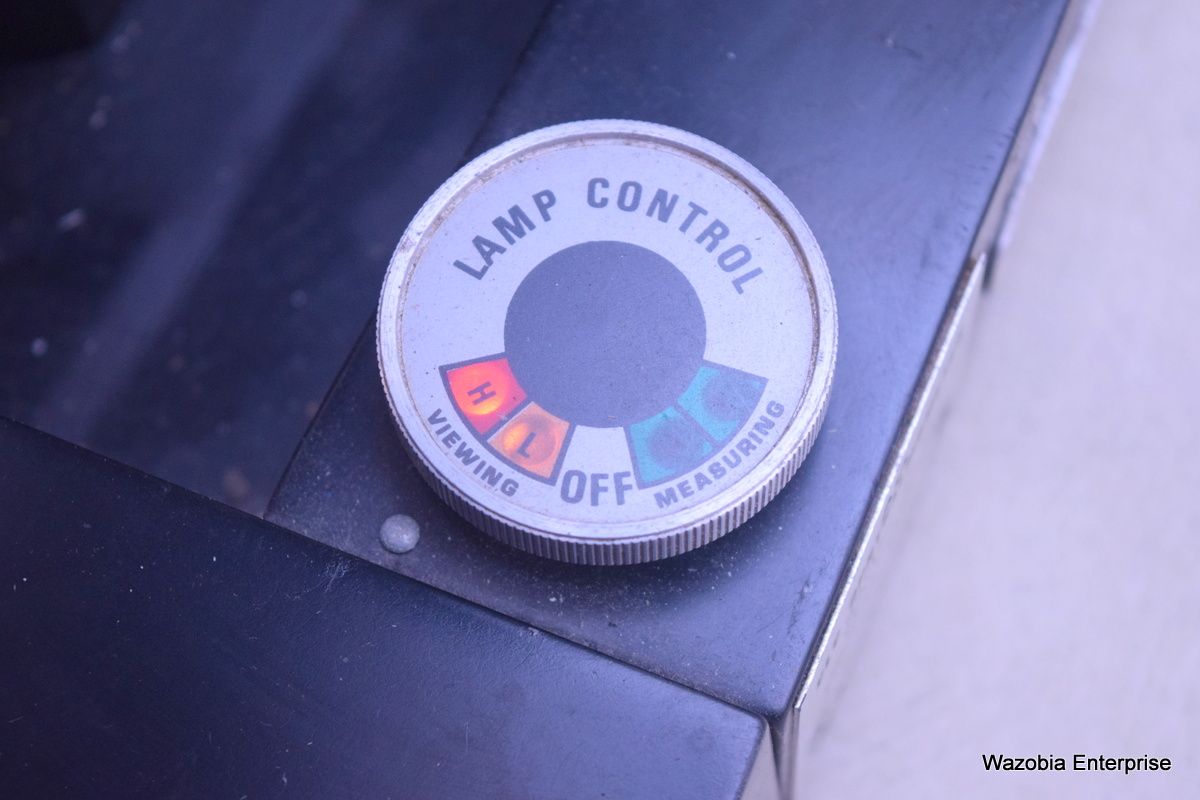 LAMP CONTROL
H
L
VIEWING
OFF
MEASURING
Wazobia Enterprise